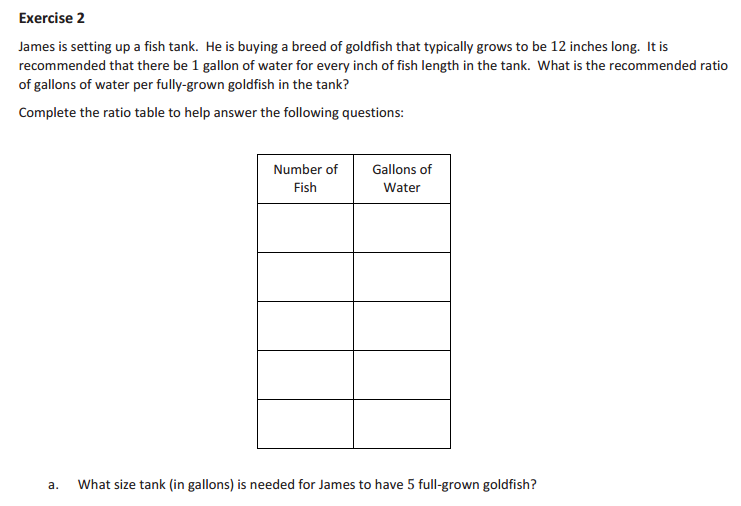 Exercise 2
James is setting up a fish tank. He is buying a breed of goldfish that typically grows to be 12 inches long. It is
recommended that there be 1 gallon of water for every inch of fish length in the tank. What is the recommended ratio
of gallons of water per fully-grown goldfish in the tank?
Complete the ratio table to help answer the following questions:
Number of
Fish
Gallons of
Water
a. What size tank (in gallons) is needed for James to have 5 full-grown goldfish?